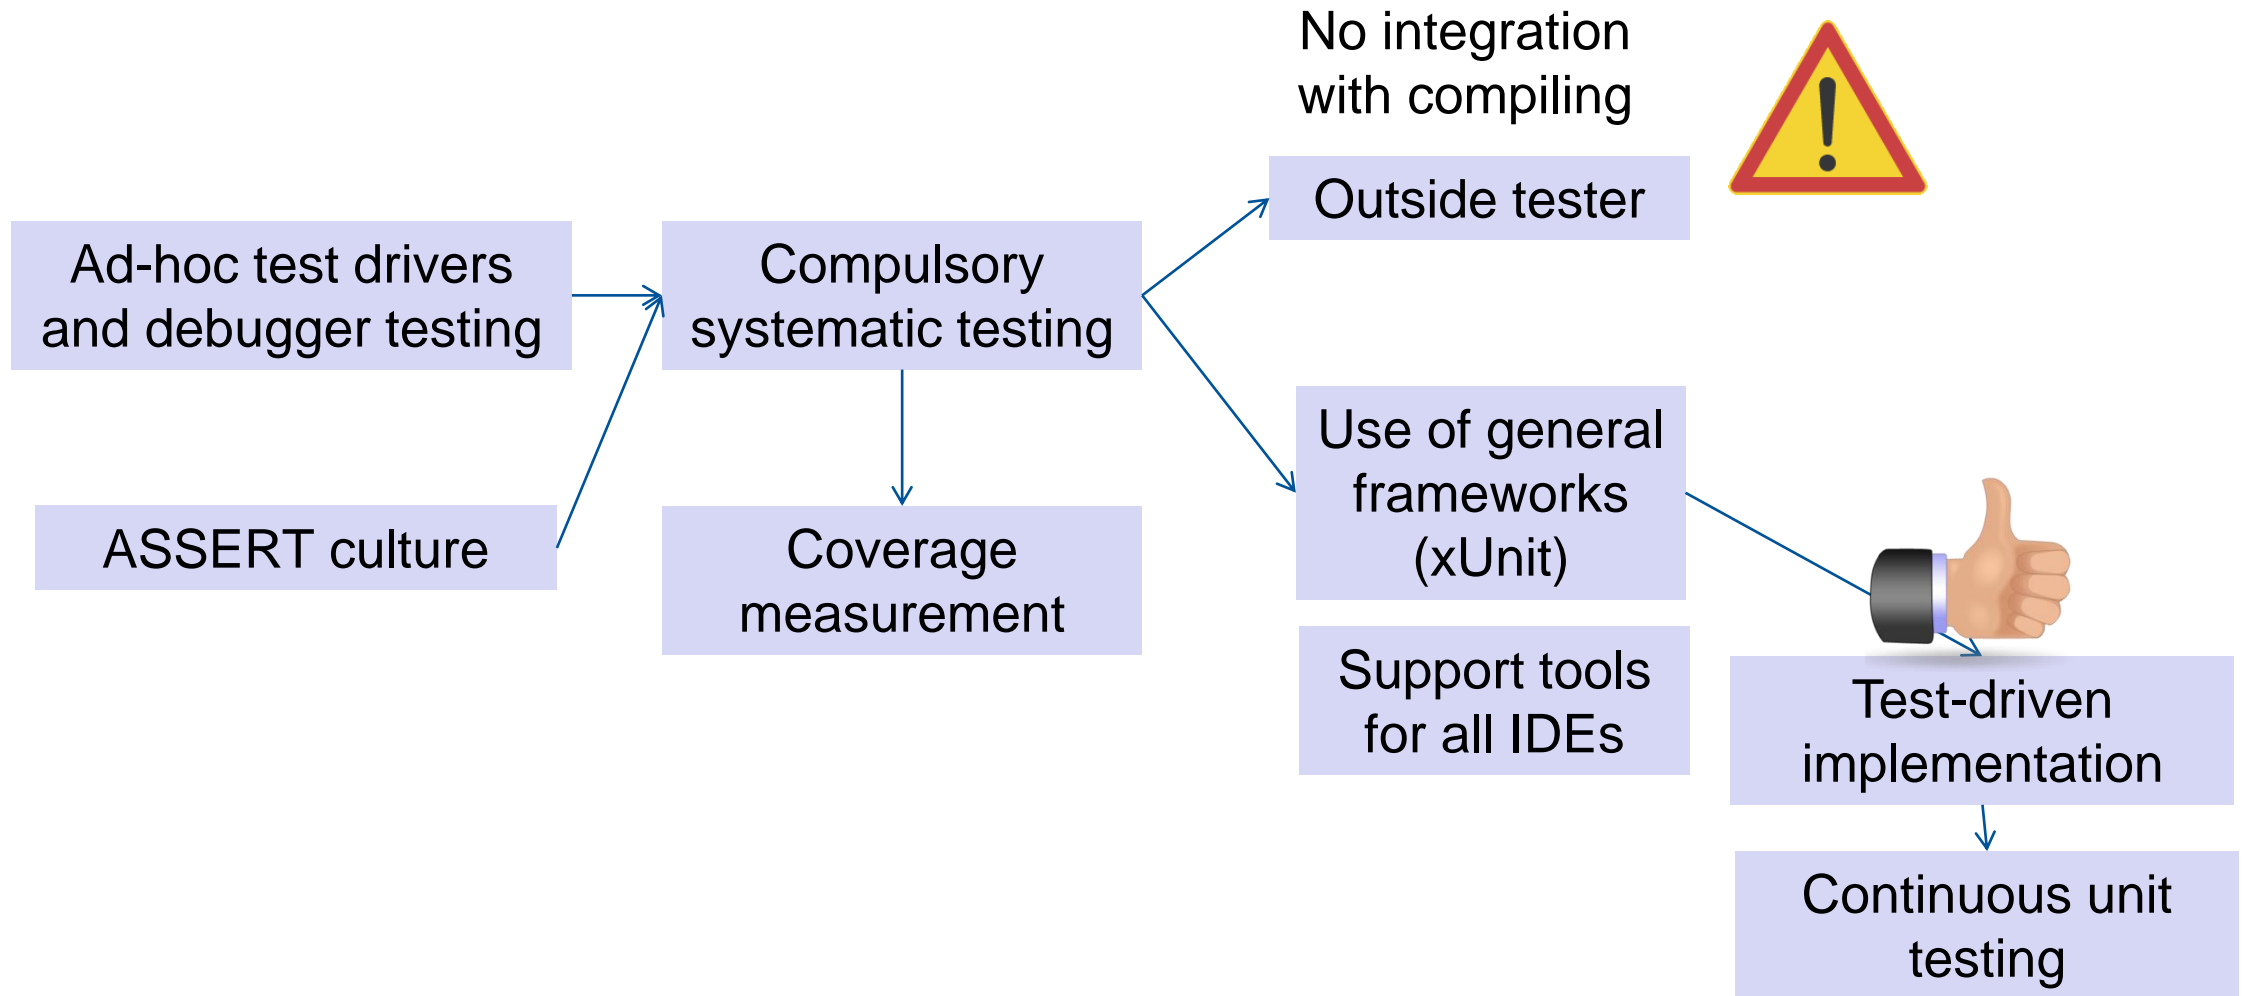 No integration
with compiling
Outside tester
Ad-hoc test drivers
and debugger testing
Compulsory
systematic testing
Use of general
frameworks
(xUnit)
ASSERT culture
Coverage
measurement
Support tools
for all IDEs
Test-driven
implementation
Continuous unit
testing